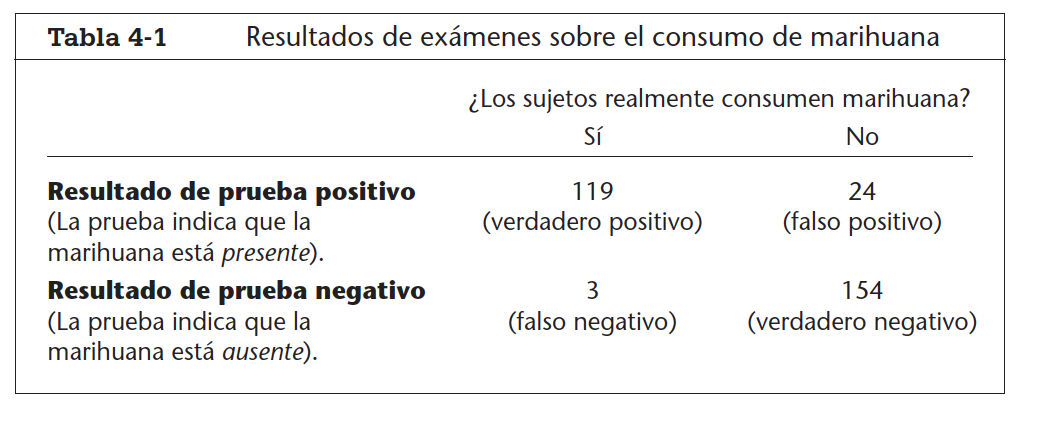 Tabla 4-1 Resultados de exámenes sobre el consumo de marihuana
¿Los sujetos realmente consumen marihuana?
Sí No
Resultado de prueba positivo 119 24
(La prueba indica que la (verdadero positivo) (falso positivo)
marihuana está presente).
Resultado de prueba negativo 3 154
(La prueba indica que la (falso negativo) (verdadero negativo)
marihuana está ausente).